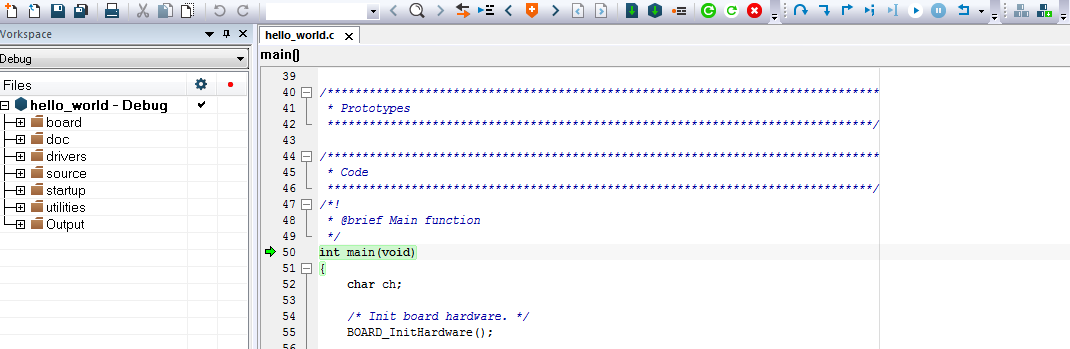 Workspace
Debug
Files
hello_world - Debug
board
doc
drivers
source
startup
utilities
Output
hello_world.c
main()
39
40 /*******************************************************************************
41 * Prototypes
42 ******************************************************************************/
43
44 /*******************************************************************************
45 * Code
46 ******************************************************************************/
47 /*!
48 * @brief Main function
49 */
50 int main(void)
51 {
52 char ch;
53
54 /* Init board hardware. */
55 BOARD_InitHardware();
56